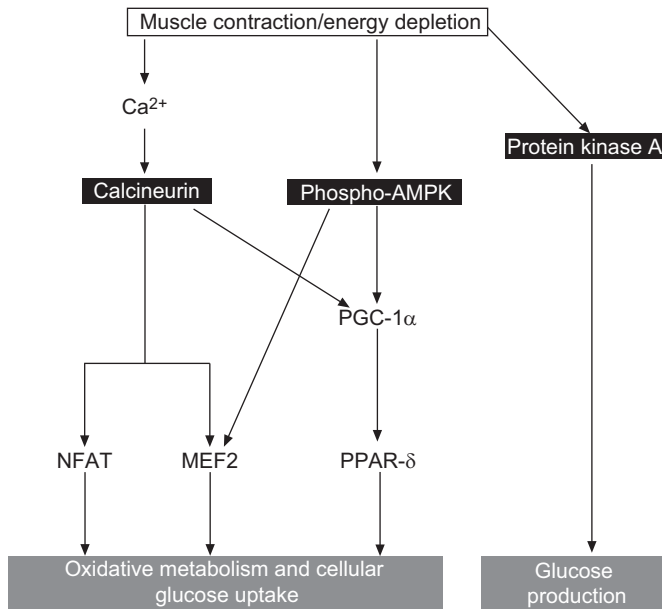 Muscle contraction/energy depletion
Ca²⁺
Protein kinase A
Calcineurin
Phospho-AMPK
PGC-1α
NFAT
MEF2
PPAR-δ
Oxidative metabolism and cellular
glucose uptake
Glucose
production